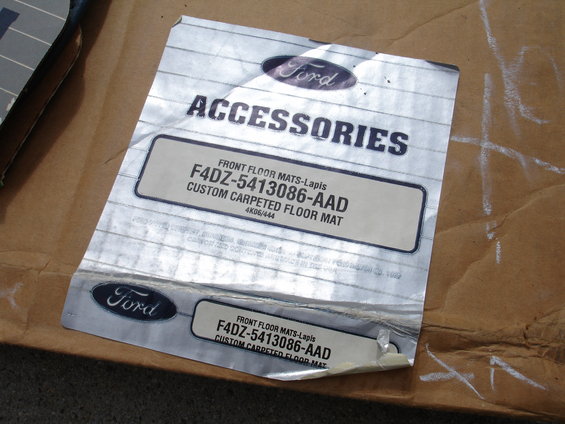 Ford
ACCESSORIES
FRONT FLOOR MATS-Lapis
F4DZ-5413086-AAD
CUSTOM CARPETED FLOOR MAT
4K06/444
Ford
FRONT FLOOR MATS-Lapis
F4DZ-5413086-AAD
CUSTOM CARPETED FLOOR MAT